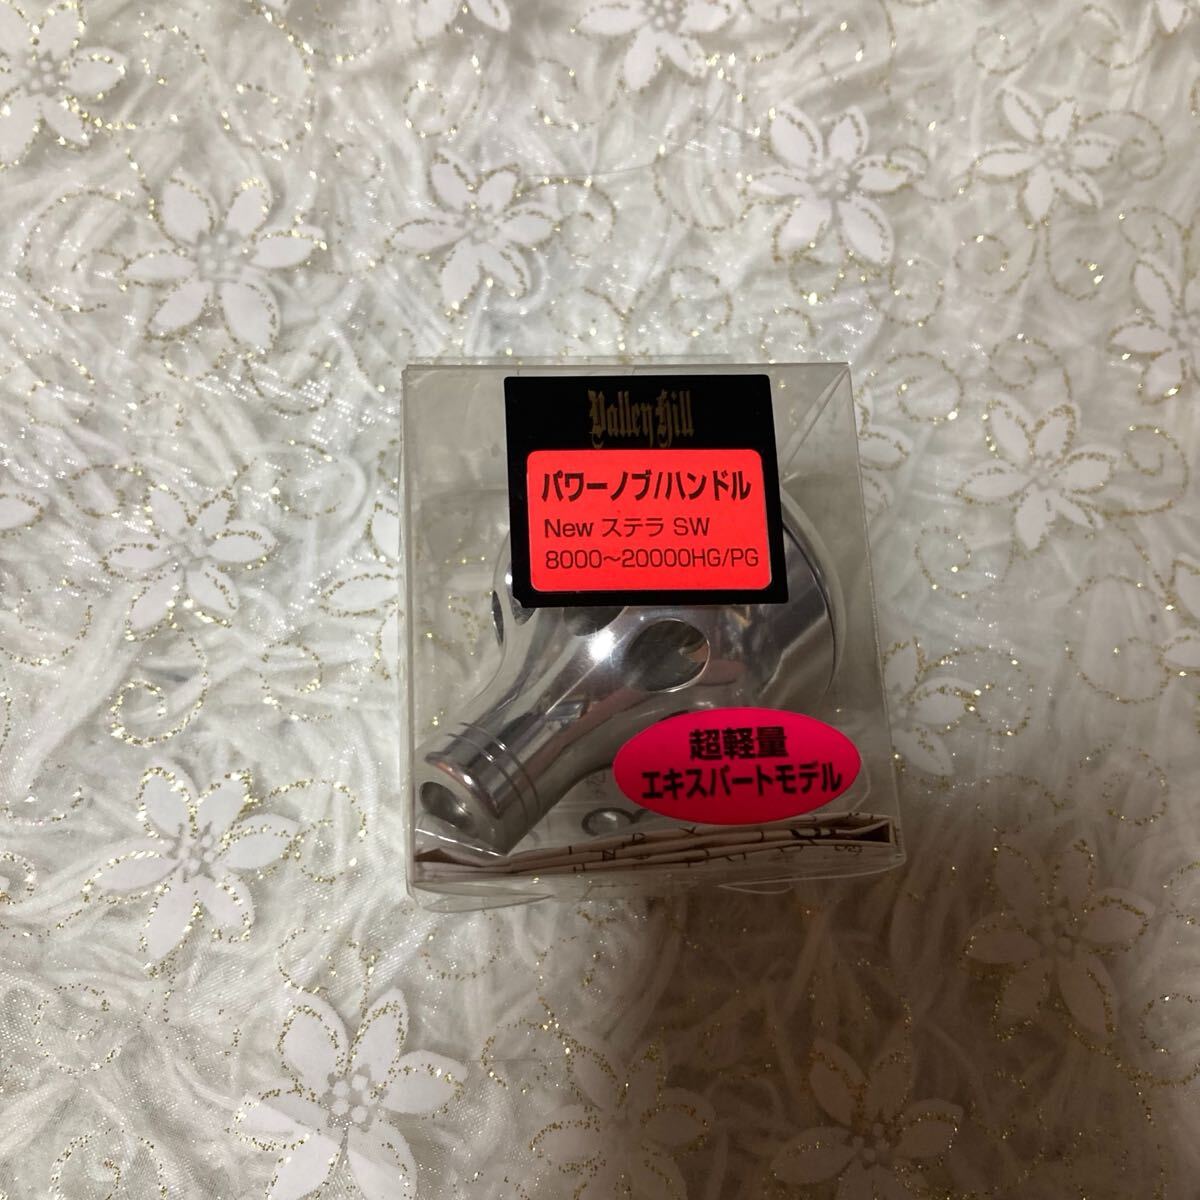 Valley Hill
パワーノブ/ハンドル
New ステラ SW
8000〜20000HG/PG
超軽量
エキスパートモデル